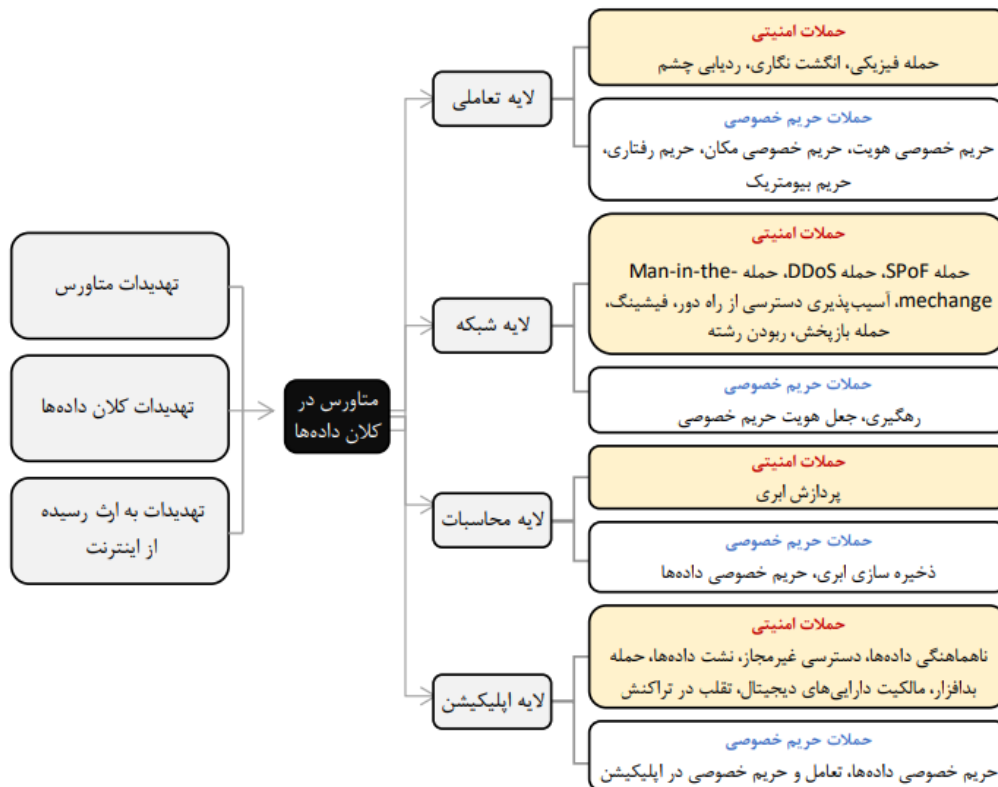 تهدیدات متاورس
تهدیدات کلان داده‌ها
تهدیدات به ارث رسیده
از اینترنت
متاورس در
کلان داده‌ها
لایه تعاملی
حملات امنیتی
حمله فیزیکی، انگشت نگاری، ردیابی چشم
حملات حریم خصوصی
حریم خصوصی هویت، حریم خصوصی مکان، حریم رفتاری،
حریم بیومتریک
لایه شبکه
حملات امنیتی
حمله SPoF، حمله DDoS، حمله Man-in-the-
mechange، آسیب‌پذیری دسترسی از راه دور، فیشینگ،
حمله بازپخش، ربودن رشته
حملات حریم خصوصی
رهگیری، جعل هویت حریم خصوصی
لایه محاسبات
حملات امنیتی
پردازش ابری
حملات حریم خصوصی
ذخیره سازی ابری، حریم خصوصی داده‌ها
لایه اپلیکیشن
حملات امنیتی
ناهماهنگی داده‌ها، دسترسی غیرمجاز، نشت داده‌ها، حمله
بدافزار، مالکیت دارایی‌های دیجیتال، تقلب در تراکنش
حملات حریم خصوصی
حریم خصوصی داده‌ها، تعامل و حریم خصوصی در اپلیکیشن